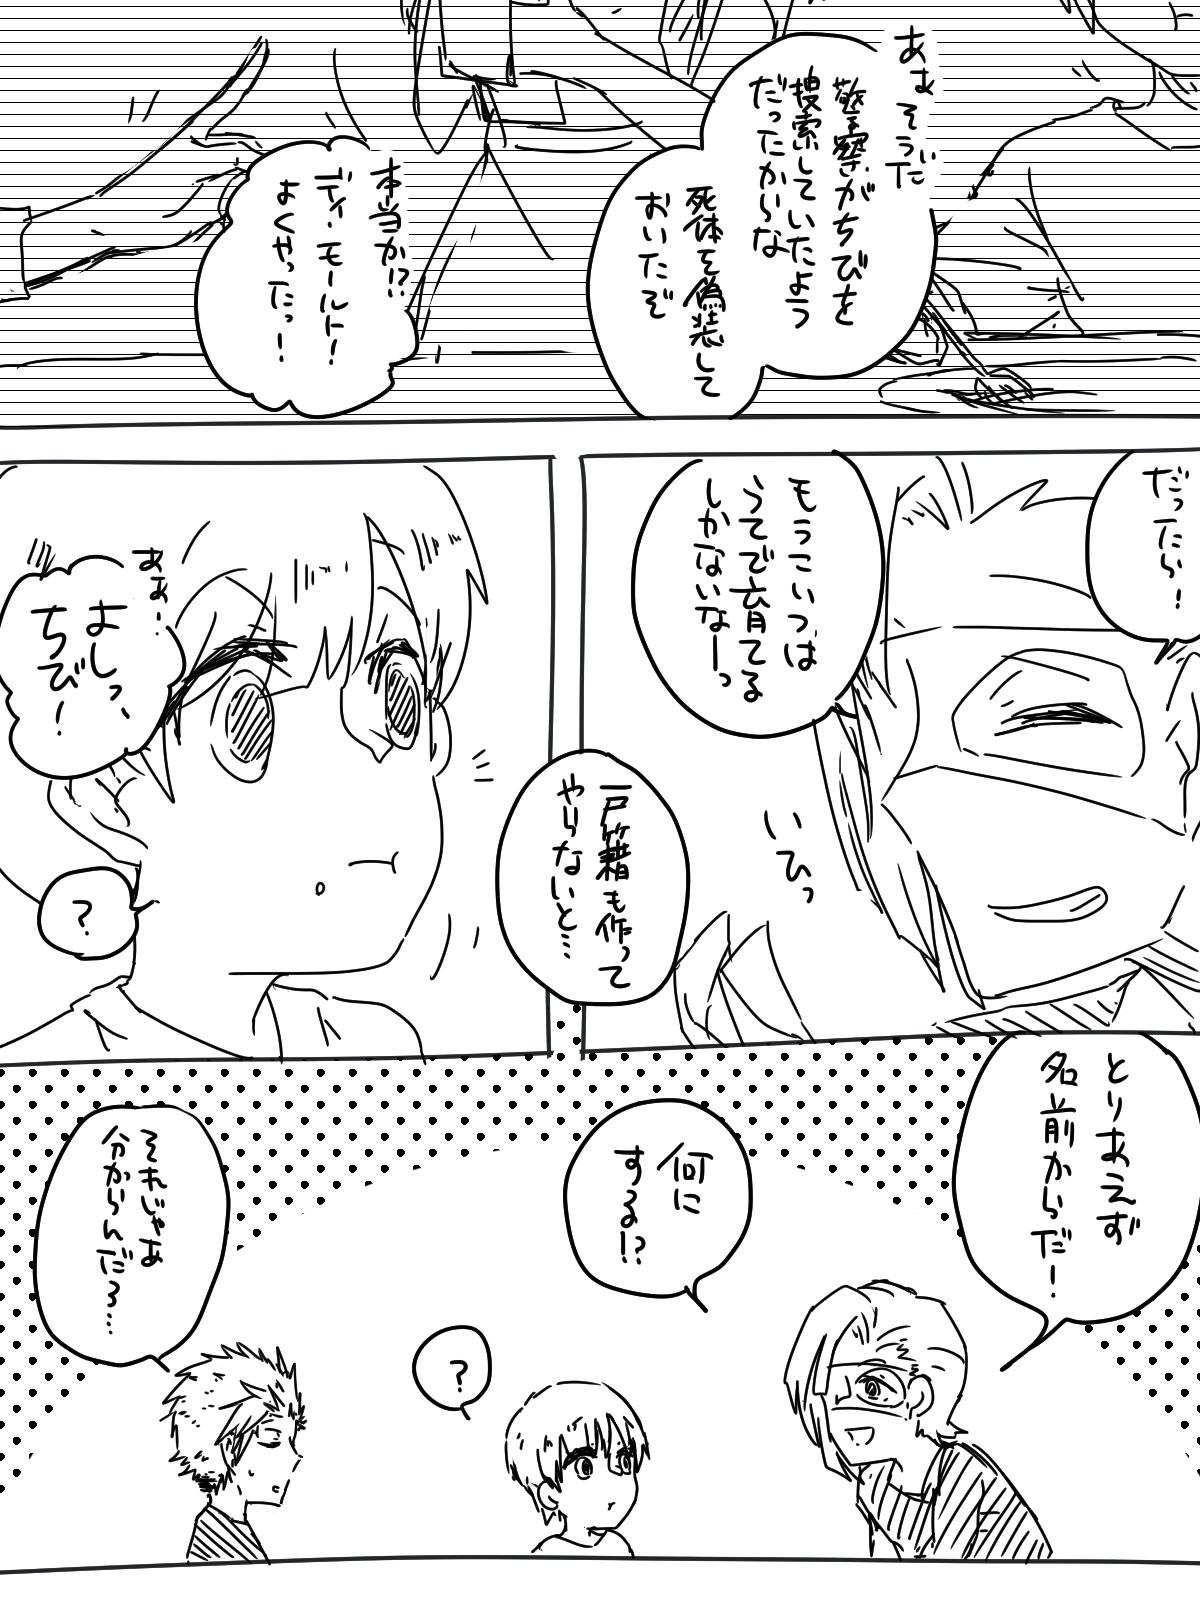 あぁそうだ
警察がちびを
捜索していたよう
だったからな
死体を偽装して
おいたぞ
本当か!?
ディ・モールト!
よくやったっ!
だったら!
もうこいつは
うちで育てる
しかないなーっ
いひっ
戸籍も作って
やらないと…
あぁ!
よしっ、
ちび!
?
とりあえず
名前からだ!
何に
する!?
?
それじゃあ
分からんだろ…